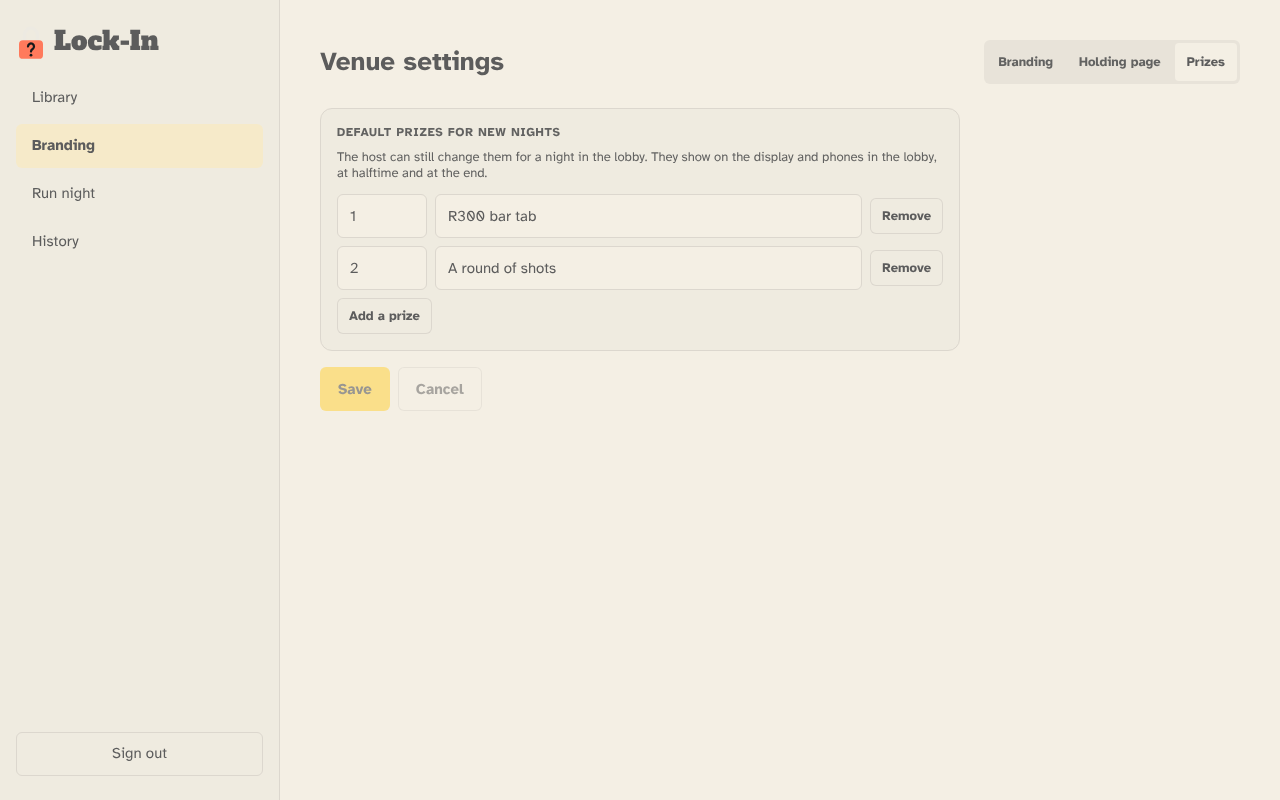 ? Lock-In
Library
Branding
Run night
History
Sign out
Venue settings
Branding Holding page Prizes
DEFAULT PRIZES FOR NEW NIGHTS
The host can still change them for a night in the lobby. They show on the display and phones in the lobby,
at halftime and at the end.
1 R300 bar tab Remove
2 A round of shots Remove
Add a prize
Save Cancel